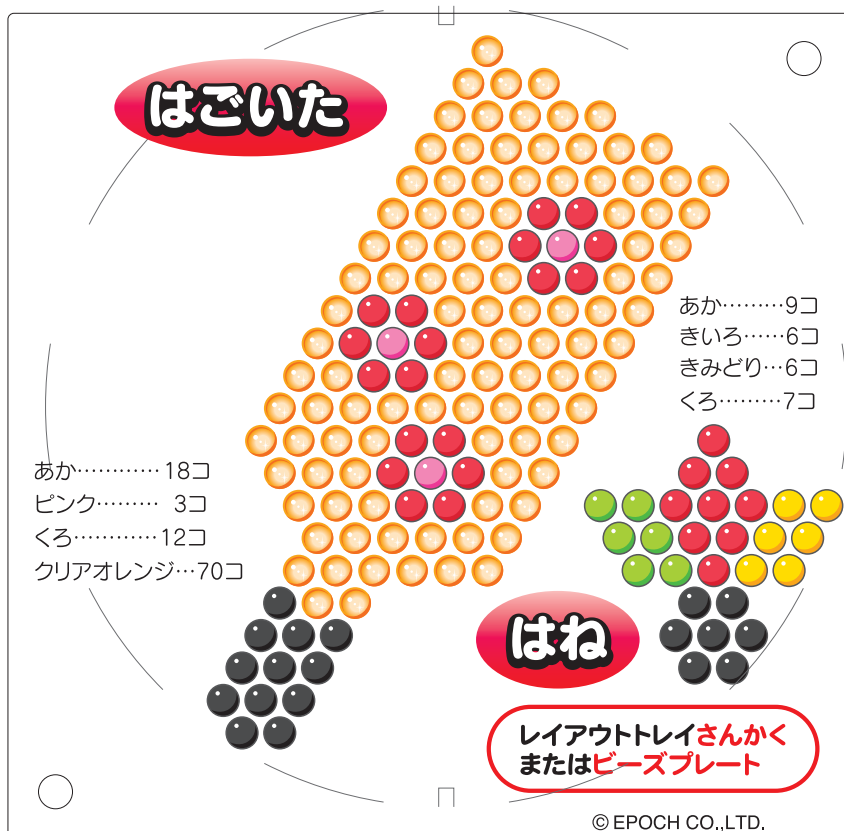 はごいた
あか………9コ
きいろ……6コ
きみどり…6コ
くろ………7コ
あか………… 18コ
ピンク……… 3コ
くろ…………12コ
クリアオレンジ…70コ
はね
レイアウトトレイさんかく
またはビーズプレート
© EPOCH CO.,LTD.